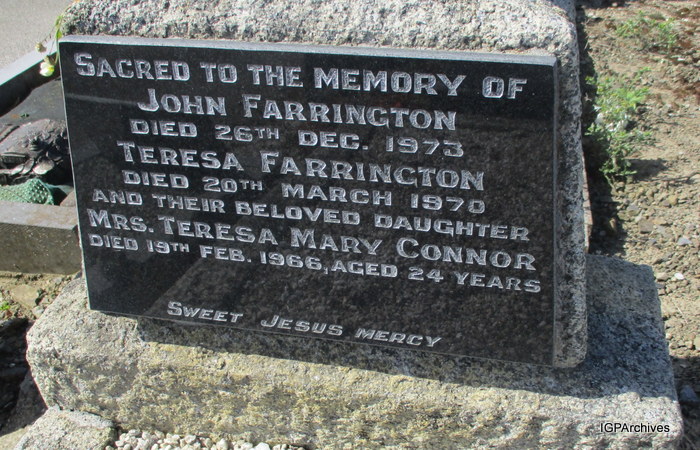 Sacred to the memory of
John Farrington
died 26th Dec. 1973
Teresa Farrington
died 20th March 1970
and their beloved daughter
Mrs. Teresa Mary Connor
died 19th Feb. 1966, aged 24 years
Sweet Jesus mercy
IGPArchives